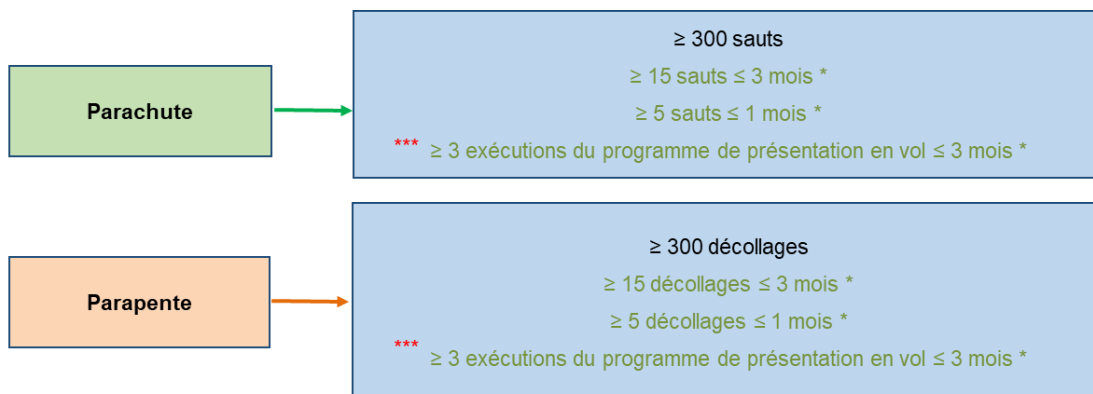 Parachute
≥ 300 sauts
≥ 15 sauts ≤ 3 mois *
≥ 5 sauts ≤ 1 mois *
*** ≥ 3 exécutions du programme de présentation en vol ≤ 3 mois *
Parapente
≥ 300 décollages
≥ 15 décollages ≤ 3 mois *
≥ 5 décollages ≤ 1 mois *
*** ≥ 3 exécutions du programme de présentation en vol ≤ 3 mois *